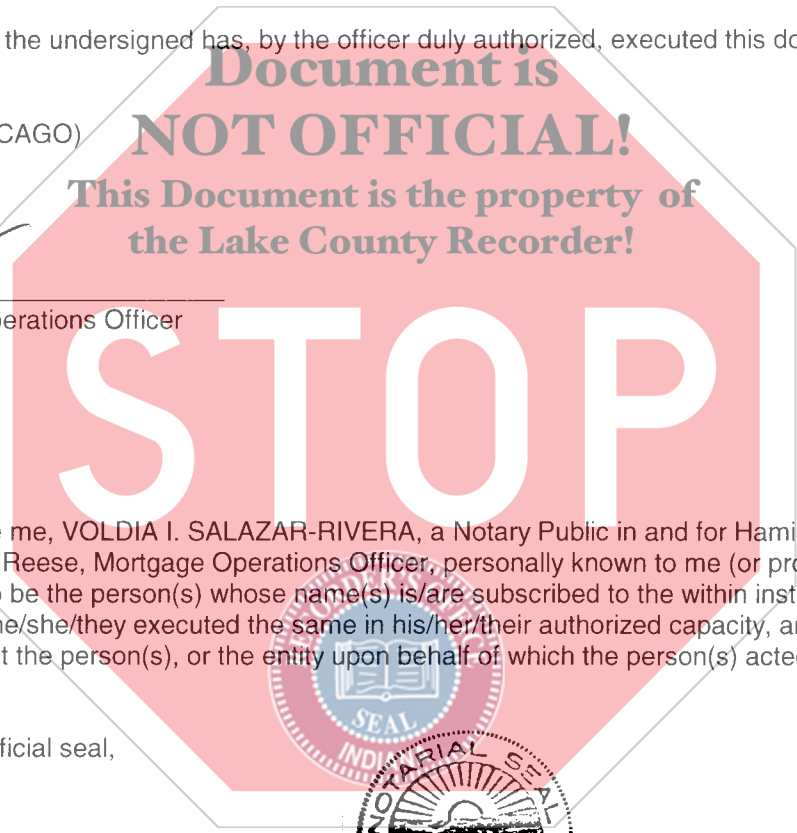 the undersigned has, by the officer duly authorized, executed this do
Document is
CAGO)
NOT OFFICIAL!
This Document is the property of
the Lake County Recorder!
erations Officer
STOP
me, VOLDIA I. SALAZAR-RIVERA, a Notary Public in and for Hami
Reese, Mortgage Operations Officer, personally known to me (or pro
be the person(s) whose name(s) is/are subscribed to the within inst
he/she/they executed the same in his/her/their authorized capacity, a
t the person(s), or the entity upon behalf of which the person(s) acte
SEAL
INDIANA
ficial seal,
NOTARIAL SEAL